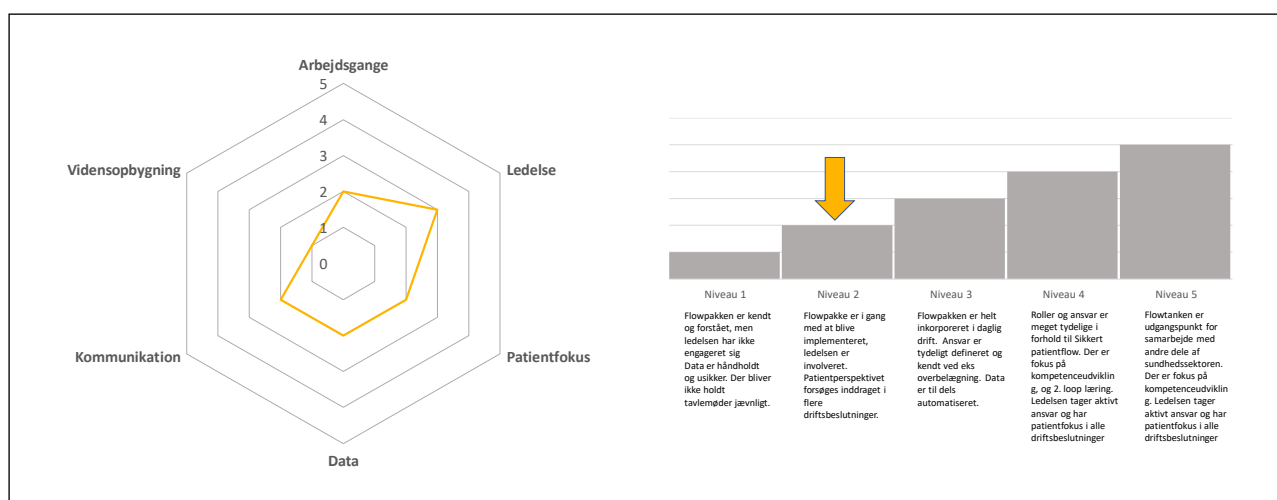 Arbejdsgange
5
4
3
2
1
0
Ledelse
Patientfokus
Data
Kommunikation
Vidensopbygning
Niveau 1
Flowpakken er kendt
og forstået, men
ledelsen har ikke
engageret sig
Data er håndholdt
og usikker. Der bliver
ikke holdt
tavlemøder jævnligt.
Niveau 2
Flowpakke er i gang
med at blive
implementeret,
ledelsen er
involveret.
Patientperspektivet
forsøges inddraget i
flere
driftsbeslutninger.
Niveau 3
Flowpakken er helt
inkorporeret i daglig
drift. Ansvar er
tydeligt defineret og
kendt ved eks
overbelægning. Data
er til dels
automatiseret.
Niveau 4
Roller og ansvar er
meget tydelige i
forhold til Sikkert
patientflow. Der er
fokus på
kompetenceudviklin
g, og 2. loop læring.
Ledelsen tager aktivt
ansvar og har
patientfokus i alle
driftsbeslutninger
Niveau 5
Flowtanken er
udgangspunkt for
samarbejde med
andre dele af
sundhedssektoren.
Der er fokus på
kompetenceudviklin
g. Ledelsen tager
aktivt ansvar og har
patientfokus i alle
driftsbeslutninger